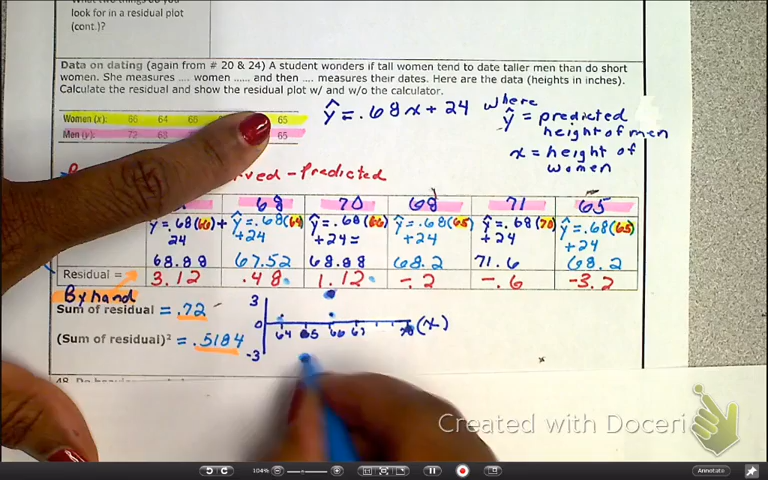 What two things do you
look for in a residual plot
(cont.)?
Data on dating (again from # 20 & 24) A student wonders if tall women tend to date taller men than do short
women. She measures .... women ...... and then .... measures their dates. Here are the data (heights in inches).
Calculate the residual and show the residual plot w/ and w/o the calculator.
Women (x): 66 64 66 65
Men (y): 72 68 65
ŷ = .68x + 24 where
ŷ = predicted
height of men
x = height of
women
rved - Predicted
68 70 68 71 65
ŷ = .68(66) + 24 ŷ = .68(64) + 24 ŷ = .68(66) + 24 = ŷ = .68(65) + 24 ŷ = .68(70) + 24 ŷ = .68(65) + 24
68.88 67.52 68.88 68.2 71.6 68.2
Residual = 3.12 .48 1.12 -.2 -.6 -3.2
By hand
Sum of residual = .72
(Sum of residual)² = .5184
3
0
-3
64 65 66 67 70 (x)
Created with Doceri
104%
Annotate